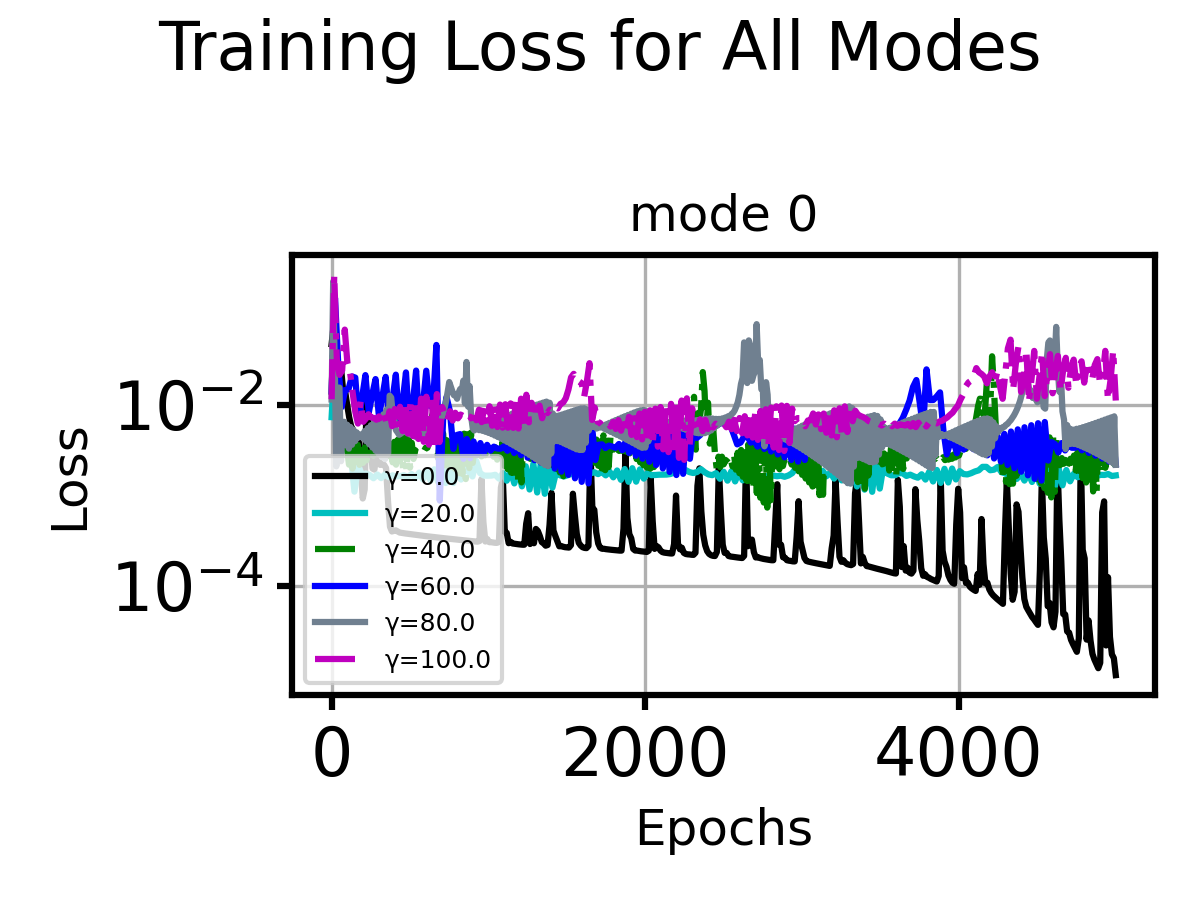 Training Loss for All Modes
mode 0
Loss
10⁻²
10⁻⁴
γ=0.0
γ=20.0
γ=40.0
γ=60.0
γ=80.0
γ=100.0
0 2000 4000
Epochs